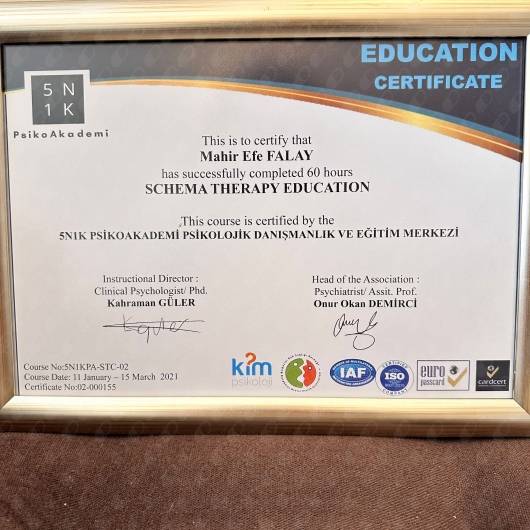 EDUCATION
CERTIFICATE
5 N
1 K
PsikoAkademi
This is to certify that
Mahir Efe FALAY
has successfully completed 60 hours
SCHEMA THERAPY EDUCATION
This course is certified by the
5N1K PSİKOAKADEMİ PSİKOLOJİK DANIŞMANLIK VE EĞİTİM MERKEZİ
Instructional Director :
Clinical Psychologist/ Phd.
Kahraman GÜLER
Head of the Association :
Psychiatrist/ Assit. Prof.
Onur Okan DEMİRCİ
Course No:5N1KPA-STC-02
Course Date: 11 January – 15 March 2021
Certificate No:02-000155
k?m
psikoloji
IAF
ISO
euro
passcard
cardcert